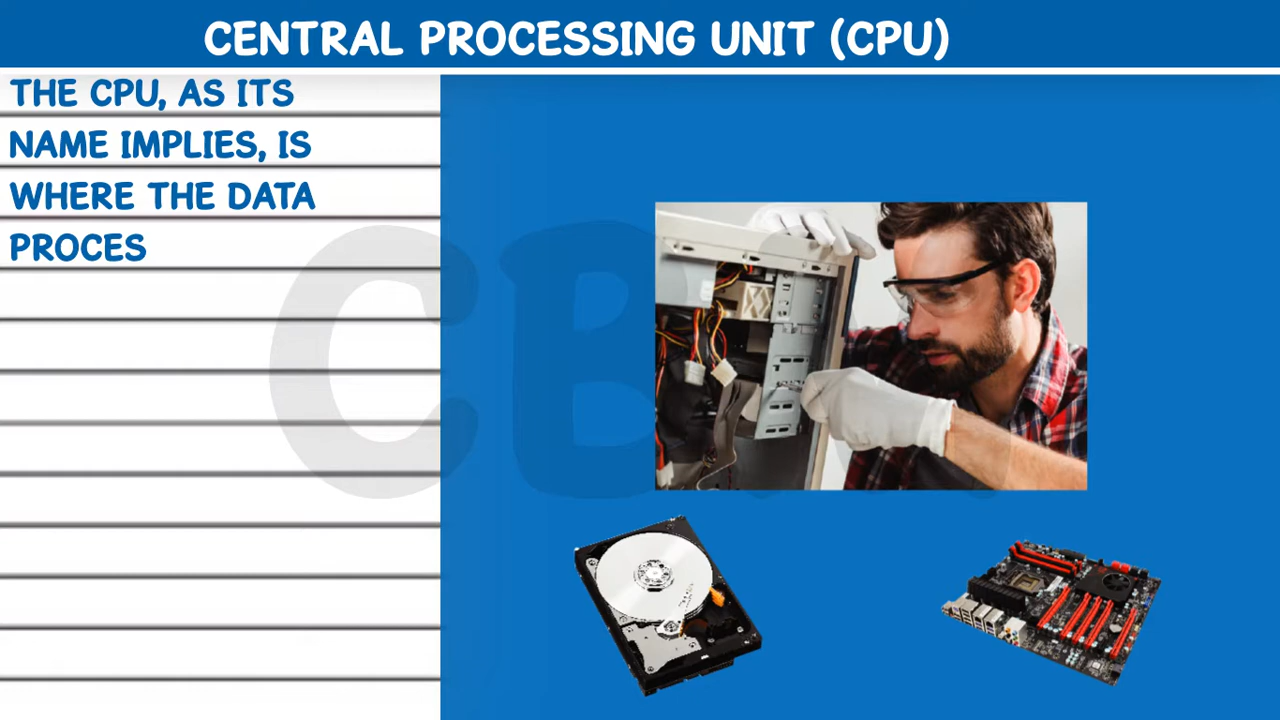 CENTRAL PROCESSING UNIT (CPU)
THE CPU, AS ITS
NAME IMPLIES, IS
WHERE THE DATA
PROCES